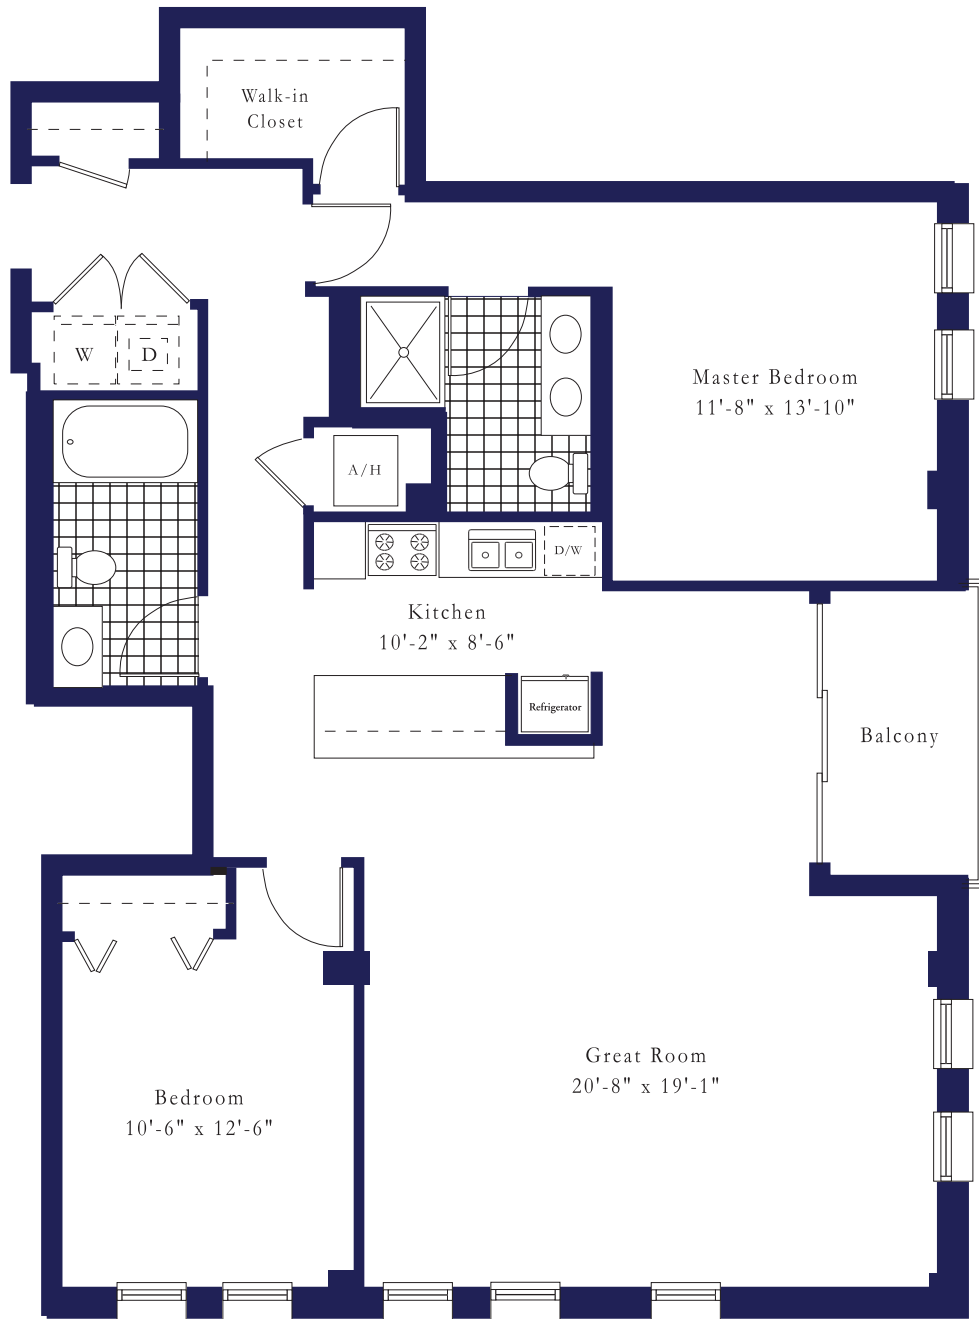 Walk-in
Closet
W
D
A/H
Master Bedroom
11'-8" x 13'-10"
D/W
Kitchen
10'-2" x 8'-6"
Refrigerator
Balcony
Great Room
20'-8" x 19'-1"
Bedroom
10'-6" x 12'-6"